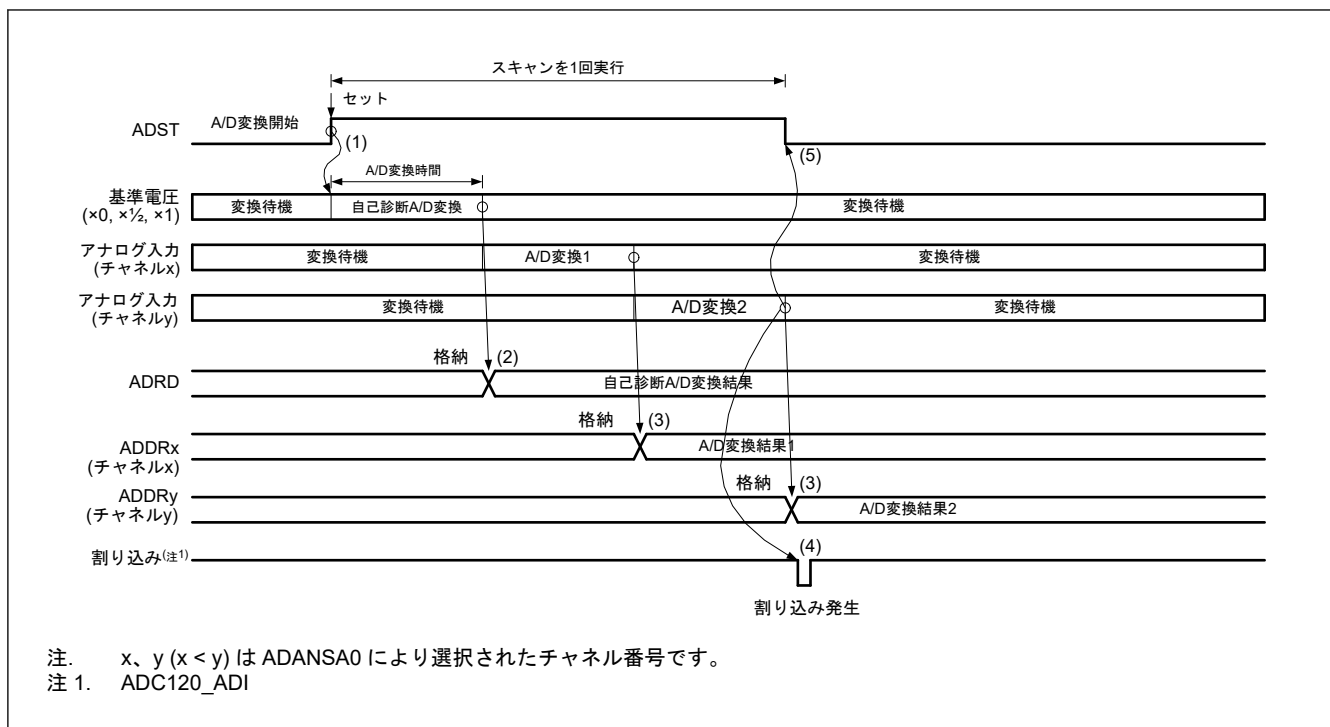 スキャンを1回実行
セット
ADST
A/D変換開始
(1)
(5)
A/D変換時間
基準電圧
(×0, ×½, ×1)
変換待機
自己診断A/D変換
変換待機
アナログ入力
(チャネルx)
変換待機
A/D変換1
変換待機
アナログ入力
(チャネルy)
変換待機
A/D変換2
変換待機
格納
(2)
ADRD
自己診断A/D変換結果
格納
(3)
ADDRx
(チャネルx)
A/D変換結果1
格納
(3)
ADDRy
(チャネルy)
A/D変換結果2
割り込み(注1)
(4)
割り込み発生
注. x、y (x < y) は ADANSA0 により選択されたチャネル番号です。
注 1. ADC120_ADI